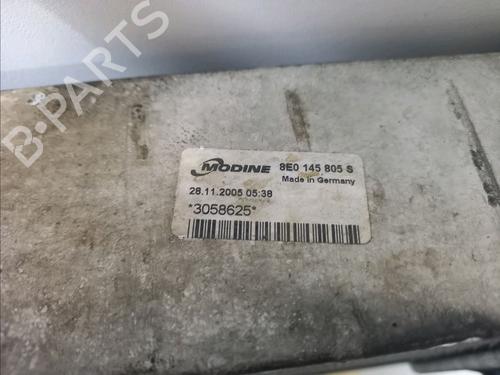 B-PARTS
MODINE 8E0 145 805 S
Made in Germany
28.11.2005 05:38
*3058625*